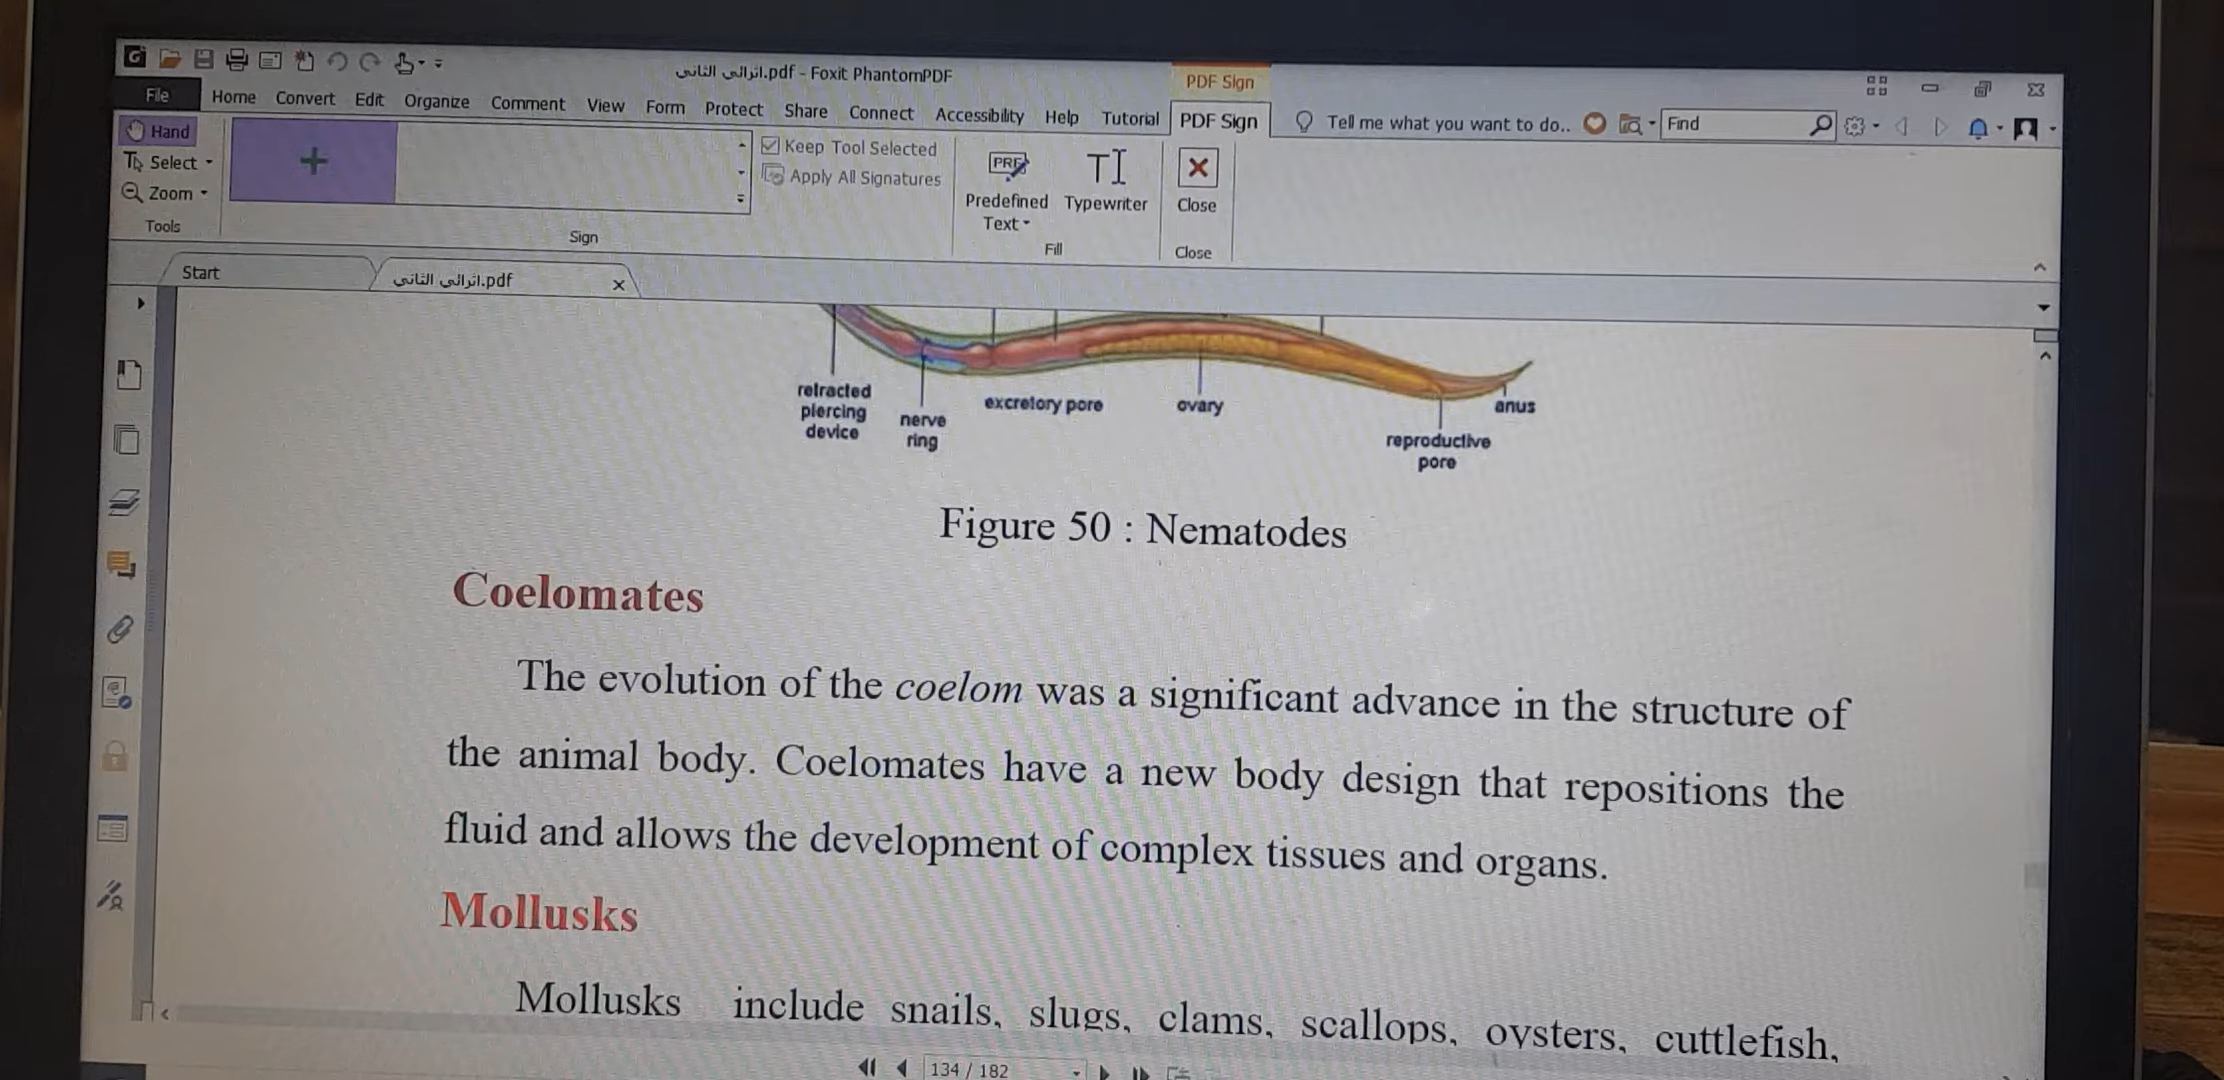 اثرائي الثاني.pdf - Foxit PhantomPDF
PDF Sign
File Home Convert Edit Organize Comment View Form Protect Share Connect Accessibility Help Tutorial PDF Sign Tell me what you want to do.. Find
Hand
Select
Zoom
Tools
Keep Tool Selected
Apply All Signatures
Sign
PRE
Predefined
Text
Typewriter
Fill
Close
Close
Start
اثرائي الثاني.pdf
retracted
piercing
device
nerve
ring
excretory pore
ovary
reproductive
pore
anus
Figure 50 : Nematodes
Coelomates
The evolution of the coelom was a significant advance in the structure of
the animal body. Coelomates have a new body design that repositions the
fluid and allows the development of complex tissues and organs.
Mollusks
Mollusks include snails, slugs, clams, scallops, oysters, cuttlefish,
134 / 182